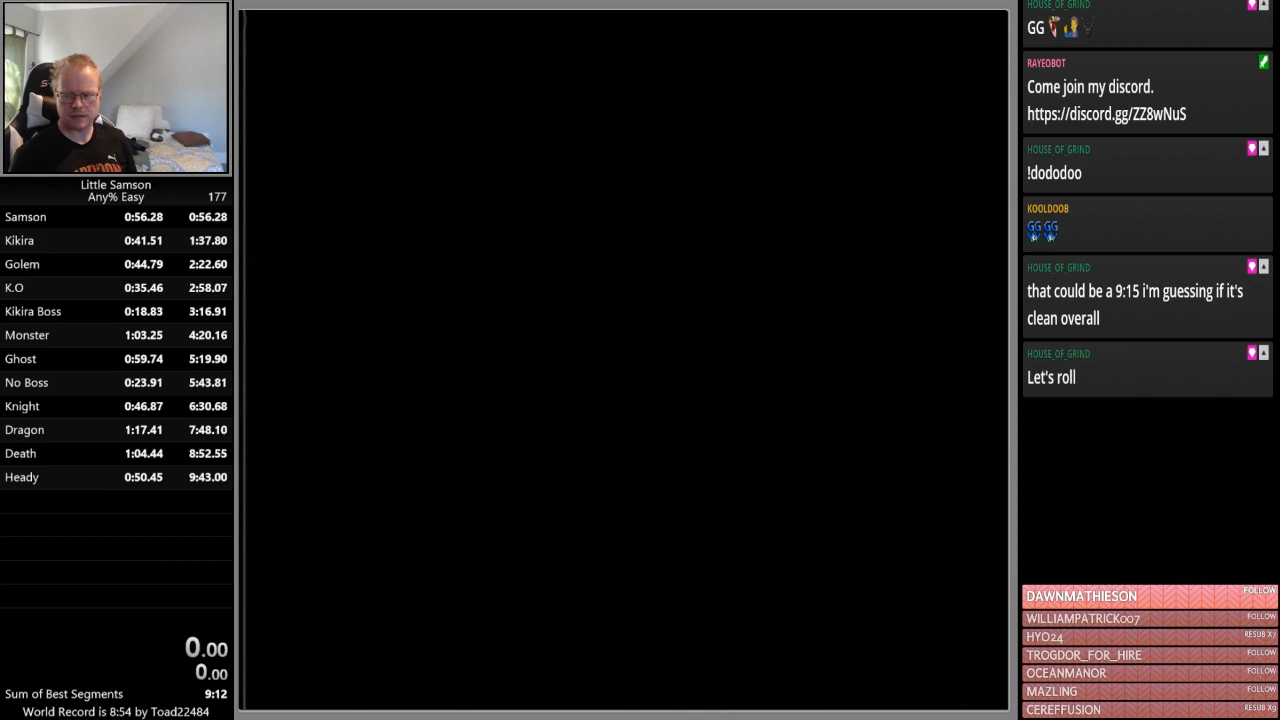 Little Samson
Any% Easy 177
Samson 0:56.28 0:56.28
Kikira 0:41.51 1:37.80
Golem 0:44.79 2:22.60
K.O 0:35.46 2:58.07
Kikira Boss 0:18.83 3:16.91
Monster 1:03.25 4:20.16
Ghost 0:59.74 5:19.90
No Boss 0:23.91 5:43.81
Knight 0:46.87 6:30.68
Dragon 1:17.41 7:48.10
Death 1:04.44 8:52.55
Heady 0:50.45 9:43.00
0.00
0.00
Sum of Best Segments 9:12
World Record is 8:54 by Toad22484
HOUSE_OF_GRIND
GG
RAYEOBOT
Come join my discord.
https://discord.gg/ZZ8wNuS
HOUSE_OF_GRIND
!dododoo
KOOLDOOB
GG GG
HOUSE_OF_GRIND
that could be a 9:15 i'm guessing if it's
clean overall
HOUSE_OF_GRIND
Let's roll
DAWNMATHIESON FOLLOW
WILLIAMPATRICK007 FOLLOW
HYO24 RESUB X7
TROGDOR_FOR_HIRE FOLLOW
OCEANMANOR FOLLOW
MAZLING FOLLOW
CEREFFUSION RESUB X9